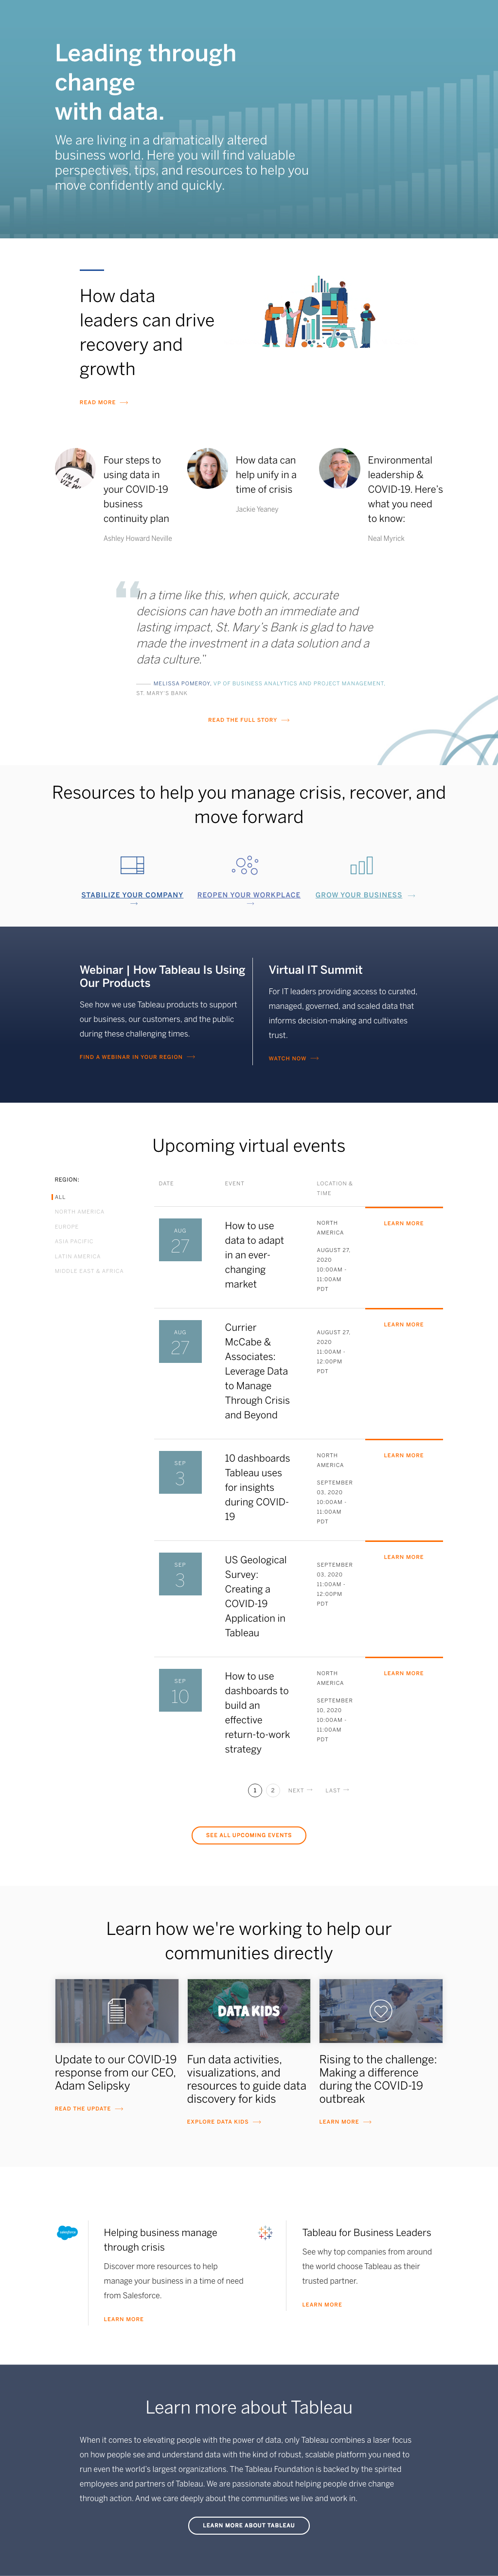 Leading through
change
with data.
We are living in a dramatically altered
business world. Here you will find valuable
perspectives, tips, and resources to help you
move confidently and quickly.
How data
leaders can drive
recovery and
growth
READ MORE →
I'M A
VIZ W
Four steps to
using data in
your COVID-19
business
continuity plan
Ashley Howard Neville
How data can
help unify in a
time of crisis
Jackie Yeaney
Environmental
leadership &
COVID-19. Here's
what you need
to know:
Neal Myrick
“In a time like this, when quick, accurate
decisions can have both an immediate and
lasting impact, St. Mary's Bank is glad to have
made the investment in a data solution and a
data culture.”
MELISSA POMEROY, VP OF BUSINESS ANALYTICS AND PROJECT MANAGEMENT,
ST. MARY'S BANK
READ THE FULL STORY →
Resources to help you manage crisis, recover, and
move forward
STABILIZE YOUR COMPANY →
REOPEN YOUR WORKPLACE →
GROW YOUR BUSINESS →
Webinar | How Tableau Is Using
Our Products
See how we use Tableau products to support
our business, our customers, and the public
during these challenging times.
FIND A WEBINAR IN YOUR REGION →
Virtual IT Summit
For IT leaders providing access to curated,
managed, governed, and scaled data that
informs decision-making and cultivates
trust.
WATCH NOW →
Upcoming virtual events
REGION:
ALL
NORTH AMERICA
EUROPE
ASIA PACIFIC
LATIN AMERICA
MIDDLE EAST & AFRICA
DATE
EVENT
LOCATION &
TIME
AUG
27
How to use
data to adapt
in an ever-
changing
market
NORTH
AMERICA
AUGUST 27,
2020
10:00AM -
11:00AM
PDT
LEARN MORE
AUG
27
Currier
McCabe &
Associates:
Leverage Data
to Manage
Through Crisis
and Beyond
AUGUST 27,
2020
11:00AM -
12:00PM
PDT
LEARN MORE
SEP
3
10 dashboards
Tableau uses
for insights
during COVID-
19
NORTH
AMERICA
SEPTEMBER
03, 2020
10:00AM -
11:00AM
PDT
LEARN MORE
SEP
3
US Geological
Survey:
Creating a
COVID-19
Application in
Tableau
SEPTEMBER
03, 2020
11:00AM -
12:00PM
PDT
LEARN MORE
SEP
10
How to use
dashboards to
build an
effective
return-to-work
strategy
NORTH
AMERICA
SEPTEMBER
10, 2020
10:00AM -
11:00AM
PDT
LEARN MORE
1 2 NEXT → LAST →
SEE ALL UPCOMING EVENTS
Learn how we're working to help our
communities directly
Update to our COVID-19
response from our CEO,
Adam Selipsky
READ THE UPDATE →
DATA KIDS
Fun data activities,
visualizations, and
resources to guide data
discovery for kids
EXPLORE DATA KIDS →
Rising to the challenge:
Making a difference
during the COVID-19
outbreak
LEARN MORE →
salesforce
Helping business manage
through crisis
Discover more resources to help
manage your business in a time of need
from Salesforce.
LEARN MORE
Tableau for Business Leaders
See why top companies from around
the world choose Tableau as their
trusted partner.
LEARN MORE
Learn more about Tableau
When it comes to elevating people with the power of data, only Tableau combines a laser focus
on how people see and understand data with the kind of robust, scalable platform you need to
run even the world's largest organizations. The Tableau Foundation is backed by the spirited
employees and partners of Tableau. We are passionate about helping people drive change
through action. And we care deeply about the communities we live and work in.
LEARN MORE ABOUT TABLEAU